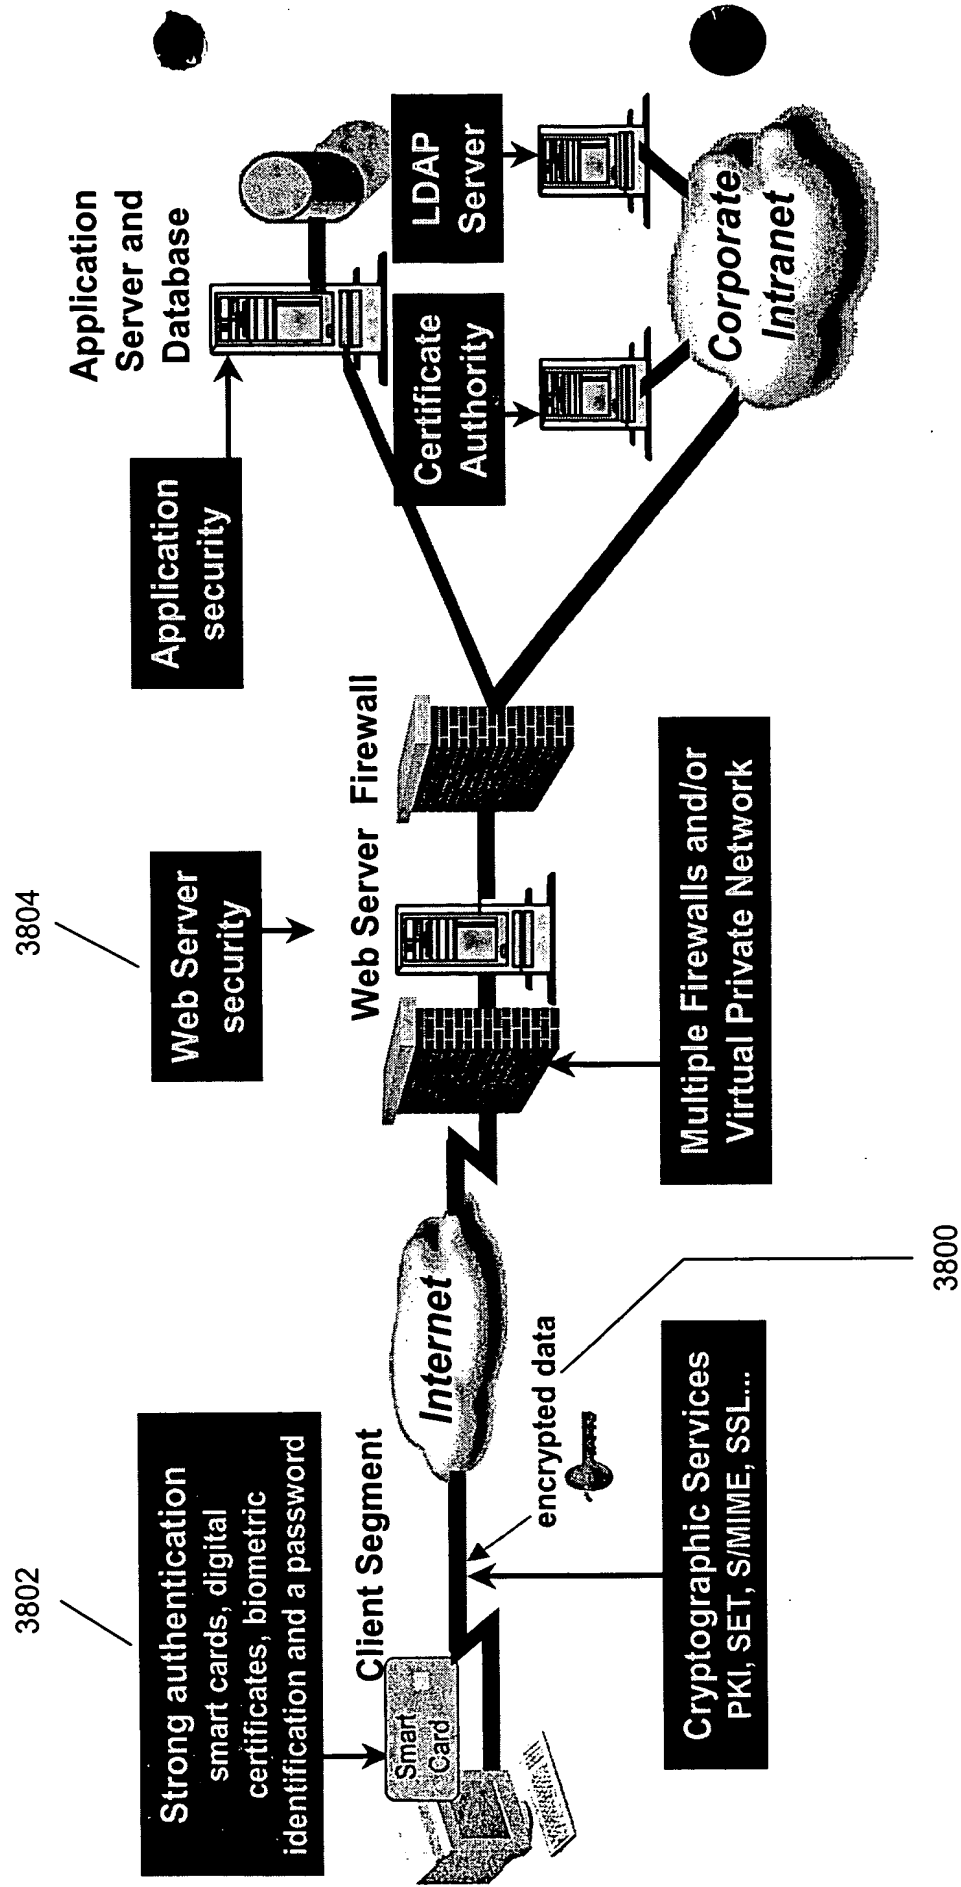 3802
3804
Strong authentication
smart cards, digital
certificates, biometric
identification and a password
Web Server
security
Application
security
Application
Server and
Database
Client Segment
Web Server
Firewall
Smart
Card
Internet
Certificate
Authority
LDAP
Server
encrypted data
Cryptographic Services
PKI, SET, S/MIME, SSL...
Multiple Firewalls and/or
Virtual Private Network
Corporate
Intranet
3800